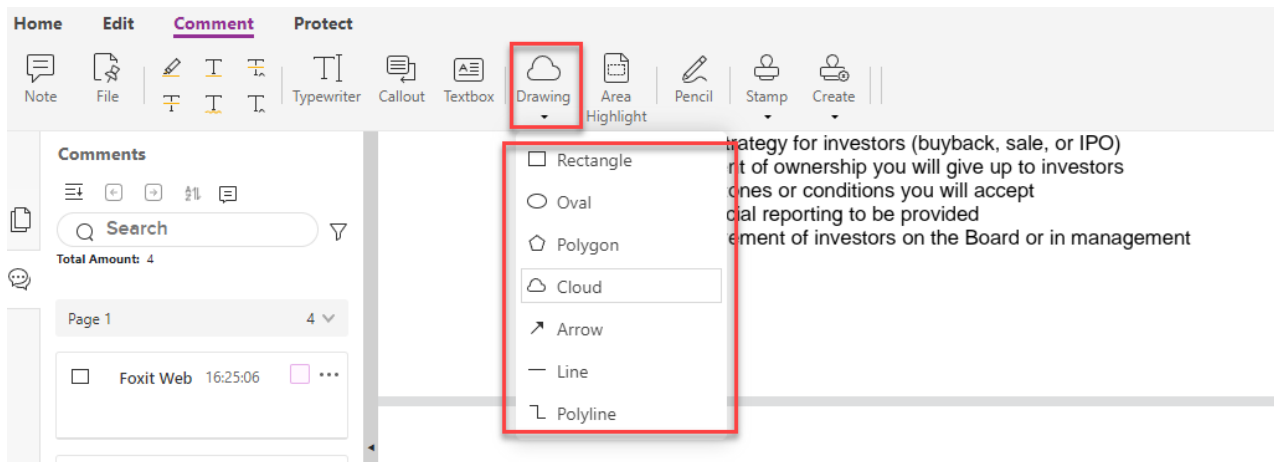 Home Edit Comment Protect
Note File Typewriter Callout Textbox Drawing Area Highlight Pencil Stamp Create
Comments
Search
Total Amount: 4
Page 1 4
Foxit Web 16:25:06
Rectangle
Oval
Polygon
Cloud
Arrow
Line
Polyline
trategy for investors (buyback, sale, or IPO)
nt of ownership you will give up to investors
ones or conditions you will accept
cial reporting to be provided
ement of investors on the Board or in management